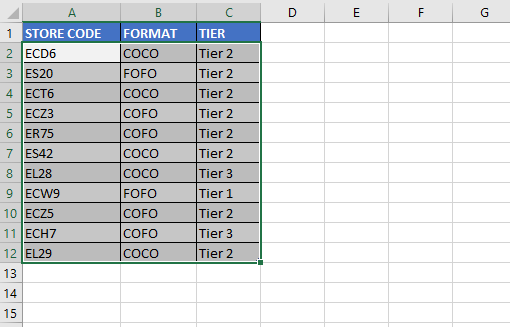 A B C D E F G
1 STORE CODE FORMAT TIER
2 ECD6 COCO Tier 2
3 ES20 FOFO Tier 2
4 ECT6 COCO Tier 2
5 ECZ3 COFO Tier 2
6 ER75 COFO Tier 2
7 ES42 COCO Tier 2
8 EL28 COCO Tier 3
9 ECW9 FOFO Tier 1
10 ECZ5 COFO Tier 2
11 ECH7 COFO Tier 3
12 EL29 COCO Tier 2
13
14
15